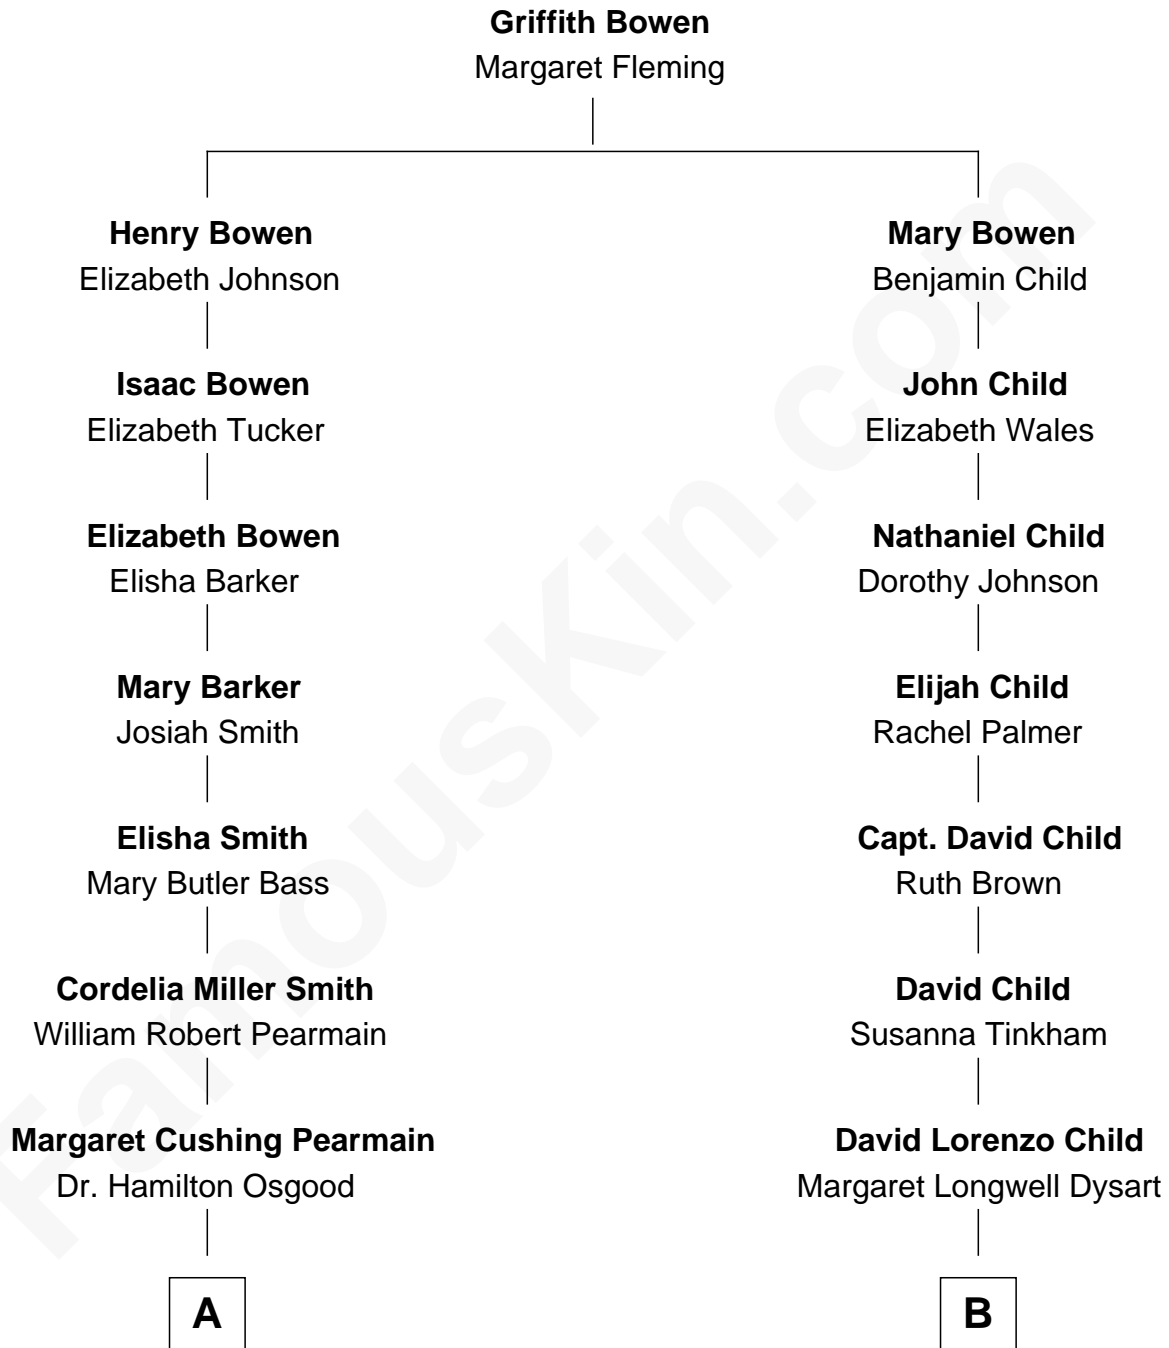 Griffith Bowen
Margaret Fleming
Henry Bowen
Elizabeth Johnson
Mary Bowen
Benjamin Child
Isaac Bowen
Elizabeth Tucker
John Child
Elizabeth Wales
Elizabeth Bowen
Elisha Barker
Nathaniel Child
Dorothy Johnson
Mary Barker
Josiah Smith
Elijah Child
Rachel Palmer
Elisha Smith
Mary Butler Bass
Capt. David Child
Ruth Brown
Cordelia Miller Smith
William Robert Pearmain
David Child
Susanna Tinkham
Margaret Cushing Pearmain
Dr. Hamilton Osgood
David Lorenzo Child
Margaret Longwell Dysart
A
B
FamousKin.com